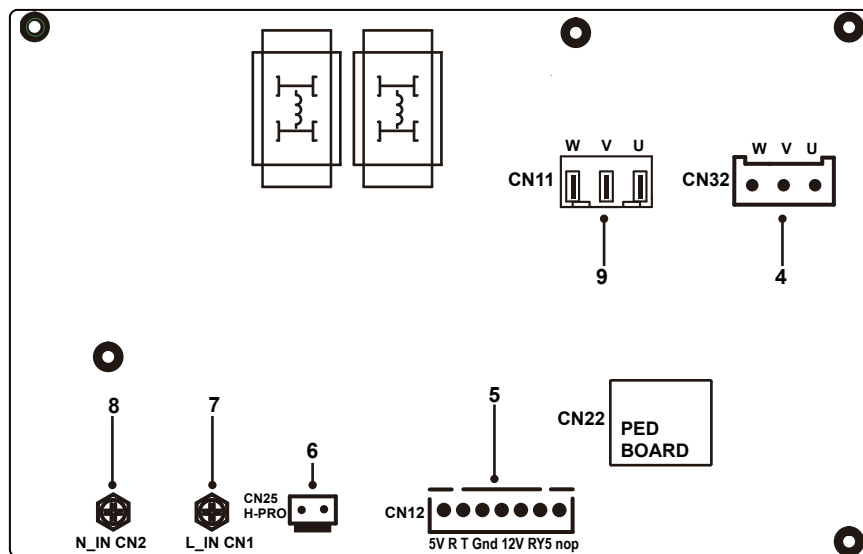 W V U
CN11
9
W V U
CN32
4
8
7
6
5
CN22
PED
BOARD
N_IN CN2
L_IN CN1
CN25
H-PRO
CN12
5V R T Gnd 12V RY5 nop